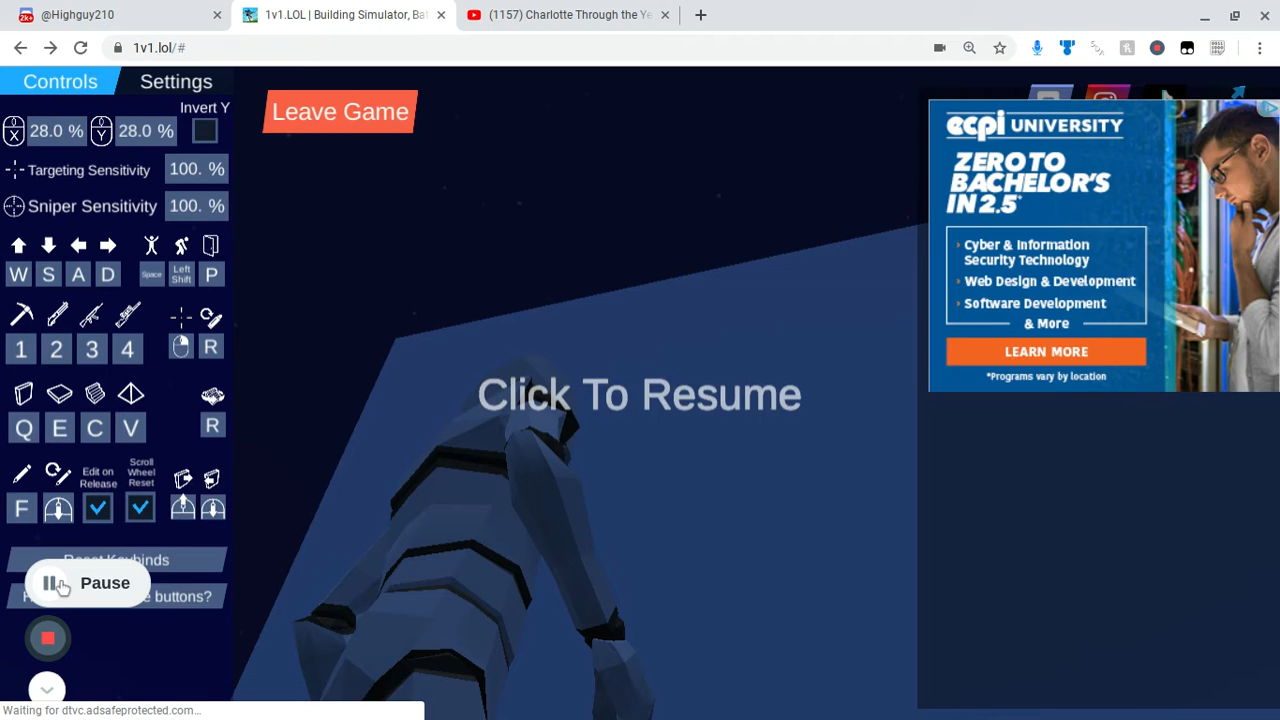 @Highguy210
1v1.LOL | Building Simulator, Bat
(1157) Charlotte Through the Ye
1v1.lol/#
Controls
Settings
Invert Y
X 28.0 % Y 28.0 %
Targeting Sensitivity 100. %
Sniper Sensitivity 100. %
W S A D Space Left Shift P
1 2 3 4 R
Q E C V R
Edit on Release
Scroll Wheel Reset
F
Pause
buttons?
Leave Game
Click To Resume
ecpi UNIVERSITY
ZERO TO
BACHELOR'S
IN 2.5*
› Cyber & Information
Security Technology
› Web Design & Development
› Software Development
& More
LEARN MORE
*Programs vary by location
Waiting for dtvc.adsafeprotected.com...